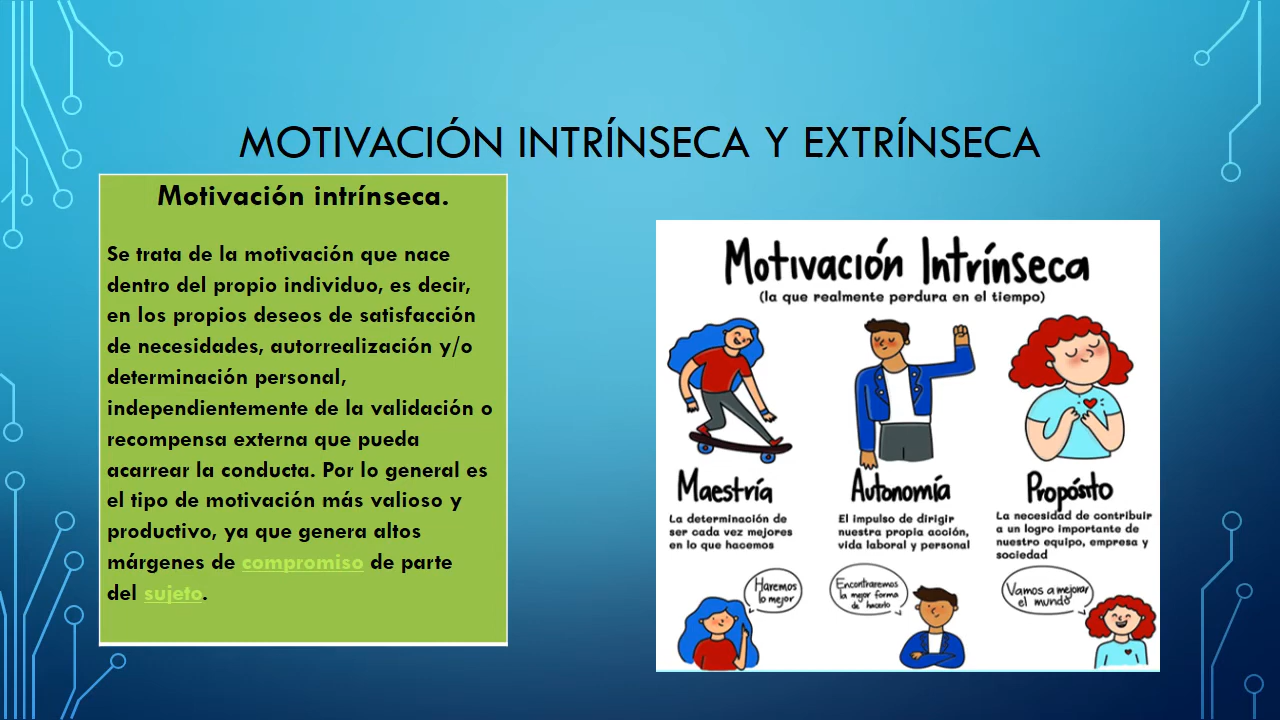 MOTIVACIÓN INTRÍNSECA Y EXTRÍNSECA
Motivación intrínseca.
Se trata de la motivación que nace
dentro del propio individuo, es decir,
en los propios deseos de satisfacción
de necesidades, autorrealización y/o
determinación personal,
independientemente de la validación o
recompensa externa que pueda
acarrear la conducta. Por lo general es
el tipo de motivación más valioso y
productivo, ya que genera altos
márgenes de compromiso de parte
del sujeto.
Motivación Intrínseca
(la que realmente perdura en el tiempo)
Maestría
La determinación de
ser cada vez mejores
en lo que hacemos
Haremos
lo mejor
Autonomía
El impulso de dirigir
nuestra propia acción,
vida laboral y personal
Encontraremos
la mejor forma
de hacerlo
Propósito
La necesidad de contribuir
a un logro importante de
nuestro equipo, empresa y
sociedad
Vamos a mejorar
el mundo